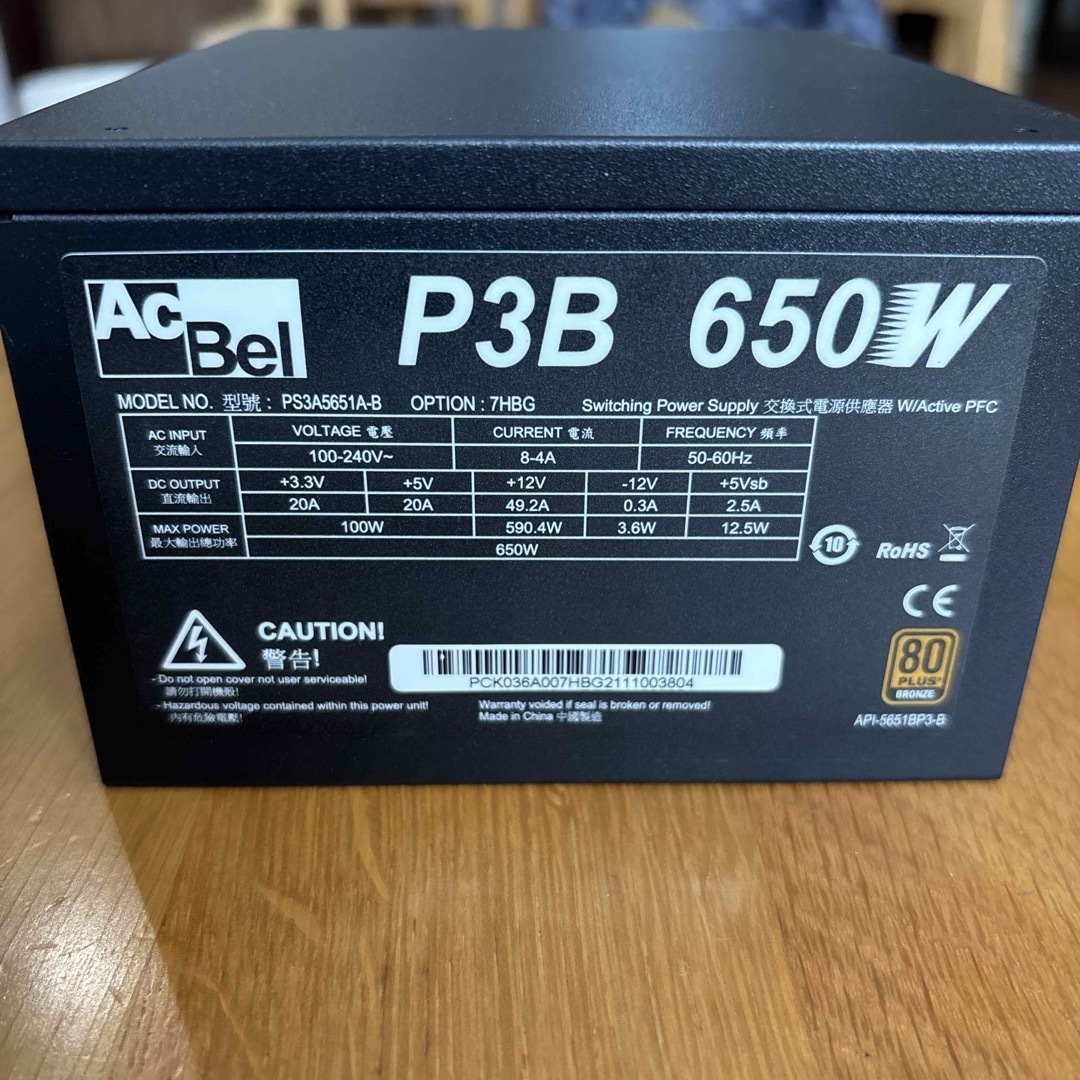 AcBel P3B 650W
MODEL NO. 型號: PS3A5651A-B OPTION : 7HBG Switching Power Supply 交換式電源供應器 W/Active PFC
AC INPUT 交流輸入 VOLTAGE 電壓 CURRENT 電流 FREQUENCY 頻率
100-240V~ 8-4A 50-60Hz
DC OUTPUT 直流輸出 +3.3V +5V +12V -12V +5Vsb
20A 20A 49.2A 0.3A 2.5A
MAX POWER 最大輸出總功率 100W 590.4W 3.6W 12.5W
650W
10 RoHS
CE
CAUTION!
警告!
- Do not open cover not user serviceable!
請勿打開機殼!
- Hazardous voltage contained within this power unit!
內有危險電壓!
PCK036A007HBG2111003804
Warranty voided if seal is broken or removed!
Made in China 中國製造
80
PLUS
BRONZE
API-5651BP3-B